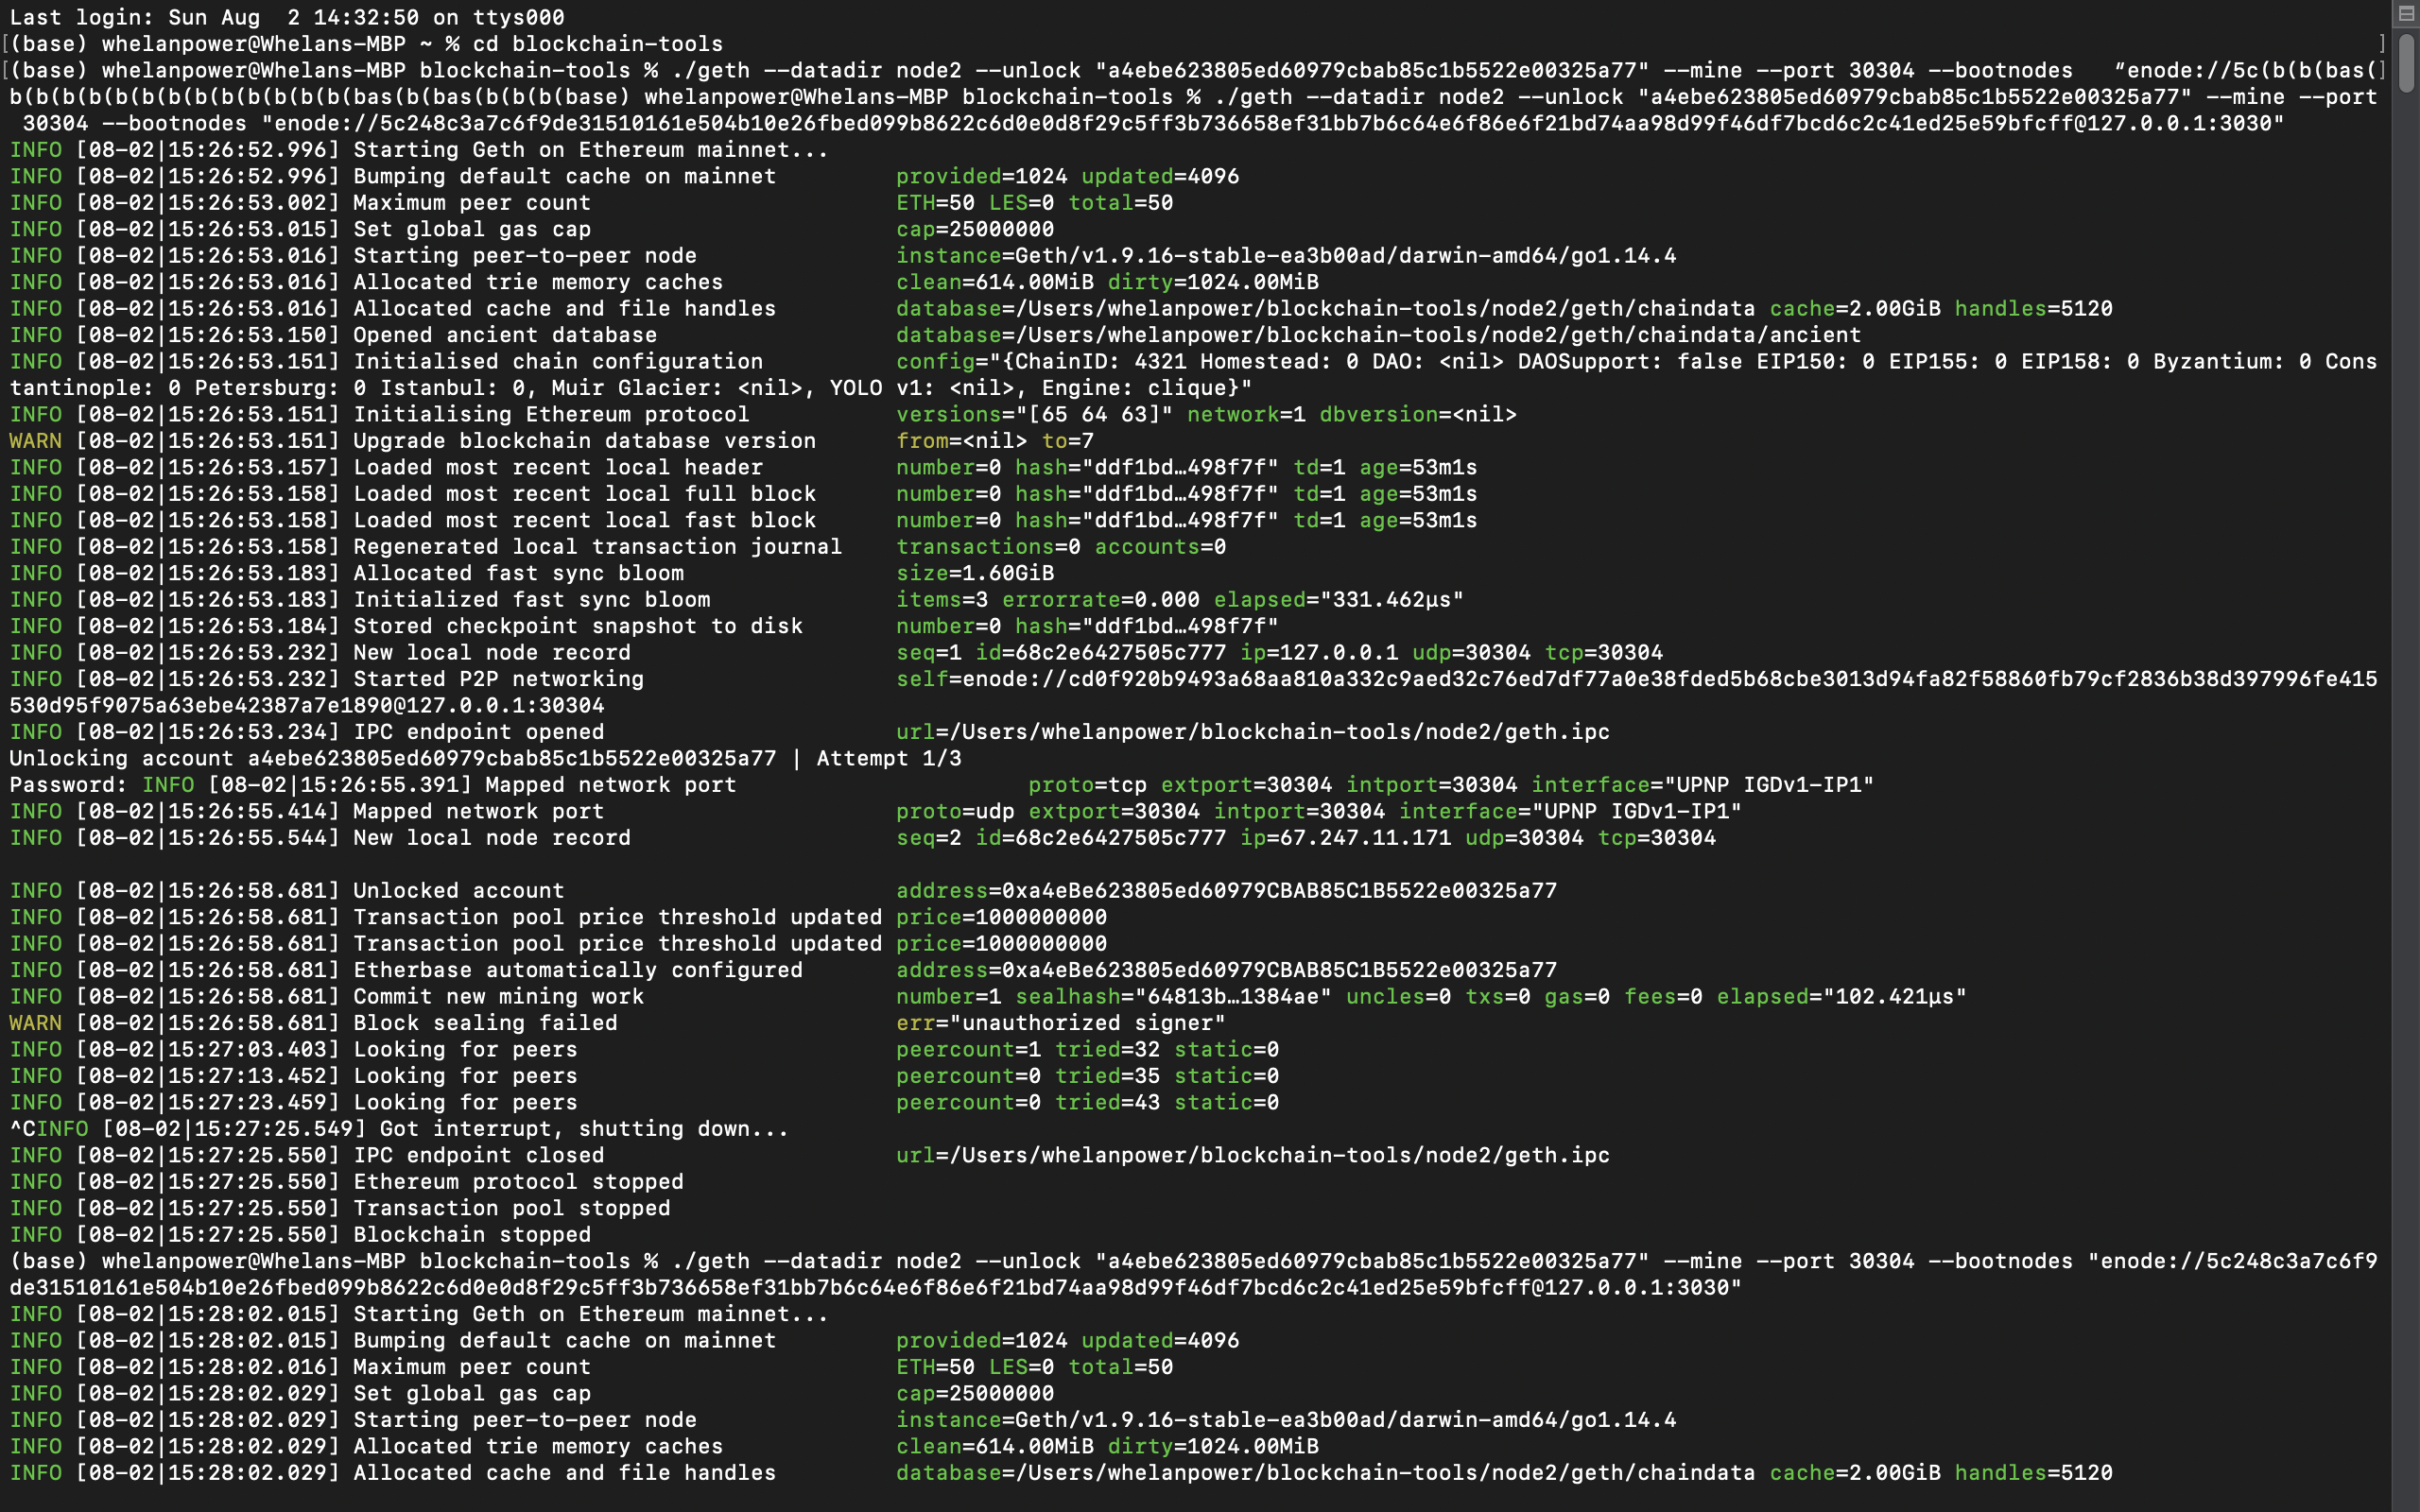 Last login: Sun Aug  2 14:32:50 on ttys000
[(base) whelanpower@Whelans-MBP ~ % cd blockchain-tools ]
[(base) whelanpower@Whelans-MBP blockchain-tools % ./geth --datadir node2 --unlock "a4ebe623805ed60979cbab85c1b5522e00325a77" --mine --port 30304 --bootnodes   “enode://5c(b(b(bas(]
b(b(b(b(b(b(b(b(b(b(b(b(b(bas(b(bas(b(b(b(base) whelanpower@Whelans-MBP blockchain-tools % ./geth --datadir node2 --unlock "a4ebe623805ed60979cbab85c1b5522e00325a77" --mine --port
 30304 --bootnodes "enode://5c248c3a7c6f9de31510161e504b10e26fbed099b8622c6d0e0d8f29c5ff3b736658ef31bb7b6c64e6f86e6f21bd74aa98d99f46df7bcd6c2c41ed25e59bfcff@127.0.0.1:3030"
INFO [08-02|15:26:52.996] Starting Geth on Ethereum mainnet...
INFO [08-02|15:26:52.996] Bumping default cache on mainnet         provided=1024 updated=4096
INFO [08-02|15:26:53.002] Maximum peer count                       ETH=50 LES=0 total=50
INFO [08-02|15:26:53.015] Set global gas cap                       cap=25000000
INFO [08-02|15:26:53.016] Starting peer-to-peer node               instance=Geth/v1.9.16-stable-ea3b00ad/darwin-amd64/go1.14.4
INFO [08-02|15:26:53.016] Allocated trie memory caches             clean=614.00MiB dirty=1024.00MiB
INFO [08-02|15:26:53.016] Allocated cache and file handles         database=/Users/whelanpower/blockchain-tools/node2/geth/chaindata cache=2.00GiB handles=5120
INFO [08-02|15:26:53.150] Opened ancient database                  database=/Users/whelanpower/blockchain-tools/node2/geth/chaindata/ancient
INFO [08-02|15:26:53.151] Initialised chain configuration          config="{ChainID: 4321 Homestead: 0 DAO: <nil> DAOSupport: false EIP150: 0 EIP155: 0 EIP158: 0 Byzantium: 0 Cons
tantinople: 0 Petersburg: 0 Istanbul: 0, Muir Glacier: <nil>, YOLO v1: <nil>, Engine: clique}"
INFO [08-02|15:26:53.151] Initialising Ethereum protocol           versions="[65 64 63]" network=1 dbversion=<nil>
WARN [08-02|15:26:53.151] Upgrade blockchain database version      from=<nil> to=7
INFO [08-02|15:26:53.157] Loaded most recent local header          number=0 hash="ddf1bd…498f7f" td=1 age=53m1s
INFO [08-02|15:26:53.158] Loaded most recent local full block      number=0 hash="ddf1bd…498f7f" td=1 age=53m1s
INFO [08-02|15:26:53.158] Loaded most recent local fast block      number=0 hash="ddf1bd…498f7f" td=1 age=53m1s
INFO [08-02|15:26:53.158] Regenerated local transaction journal    transactions=0 accounts=0
INFO [08-02|15:26:53.183] Allocated fast sync bloom                size=1.60GiB
INFO [08-02|15:26:53.183] Initialized fast sync bloom              items=3 errorrate=0.000 elapsed="331.462µs"
INFO [08-02|15:26:53.184] Stored checkpoint snapshot to disk       number=0 hash="ddf1bd…498f7f"
INFO [08-02|15:26:53.232] New local node record                    seq=1 id=68c2e6427505c777 ip=127.0.0.1 udp=30304 tcp=30304
INFO [08-02|15:26:53.232] Started P2P networking                   self=enode://cd0f920b9493a68aa810a332c9aed32c76ed7df77a0e38fded5b68cbe3013d94fa82f58860fb79cf2836b38d397996fe415
530d95f9075a63ebe42387a7e1890@127.0.0.1:30304
INFO [08-02|15:26:53.234] IPC endpoint opened                      url=/Users/whelanpower/blockchain-tools/node2/geth.ipc
Unlocking account a4ebe623805ed60979cbab85c1b5522e00325a77 | Attempt 1/3
Password: INFO [08-02|15:26:55.391] Mapped network port                      proto=tcp extport=30304 intport=30304 interface="UPNP IGDv1-IP1"
INFO [08-02|15:26:55.414] Mapped network port                      proto=udp extport=30304 intport=30304 interface="UPNP IGDv1-IP1"
INFO [08-02|15:26:55.544] New local node record                    seq=2 id=68c2e6427505c777 ip=67.247.11.171 udp=30304 tcp=30304
INFO [08-02|15:26:58.681] Unlocked account                         address=0xa4eBe623805ed60979CBAB85C1B5522e00325a77
INFO [08-02|15:26:58.681] Transaction pool price threshold updated price=1000000000
INFO [08-02|15:26:58.681] Transaction pool price threshold updated price=1000000000
INFO [08-02|15:26:58.681] Etherbase automatically configured       address=0xa4eBe623805ed60979CBAB85C1B5522e00325a77
INFO [08-02|15:26:58.681] Commit new mining work                   number=1 sealhash="64813b…1384ae" uncles=0 txs=0 gas=0 fees=0 elapsed="102.421µs"
WARN [08-02|15:26:58.681] Block sealing failed                     err="unauthorized signer"
INFO [08-02|15:27:03.403] Looking for peers                        peercount=1 tried=32 static=0
INFO [08-02|15:27:13.452] Looking for peers                        peercount=0 tried=35 static=0
INFO [08-02|15:27:23.459] Looking for peers                        peercount=0 tried=43 static=0
^CINFO [08-02|15:27:25.549] Got interrupt, shutting down...
INFO [08-02|15:27:25.550] IPC endpoint closed                      url=/Users/whelanpower/blockchain-tools/node2/geth.ipc
INFO [08-02|15:27:25.550] Ethereum protocol stopped
INFO [08-02|15:27:25.550] Transaction pool stopped
INFO [08-02|15:27:25.550] Blockchain stopped
(base) whelanpower@Whelans-MBP blockchain-tools % ./geth --datadir node2 --unlock "a4ebe623805ed60979cbab85c1b5522e00325a77" --mine --port 30304 --bootnodes "enode://5c248c3a7c6f9
de31510161e504b10e26fbed099b8622c6d0e0d8f29c5ff3b736658ef31bb7b6c64e6f86e6f21bd74aa98d99f46df7bcd6c2c41ed25e59bfcff@127.0.0.1:3030"
INFO [08-02|15:28:02.015] Starting Geth on Ethereum mainnet...
INFO [08-02|15:28:02.015] Bumping default cache on mainnet         provided=1024 updated=4096
INFO [08-02|15:28:02.016] Maximum peer count                       ETH=50 LES=0 total=50
INFO [08-02|15:28:02.029] Set global gas cap                       cap=25000000
INFO [08-02|15:28:02.029] Starting peer-to-peer node               instance=Geth/v1.9.16-stable-ea3b00ad/darwin-amd64/go1.14.4
INFO [08-02|15:28:02.029] Allocated trie memory caches             clean=614.00MiB dirty=1024.00MiB
INFO [08-02|15:28:02.029] Allocated cache and file handles         database=/Users/whelanpower/blockchain-tools/node2/geth/chaindata cache=2.00GiB handles=5120